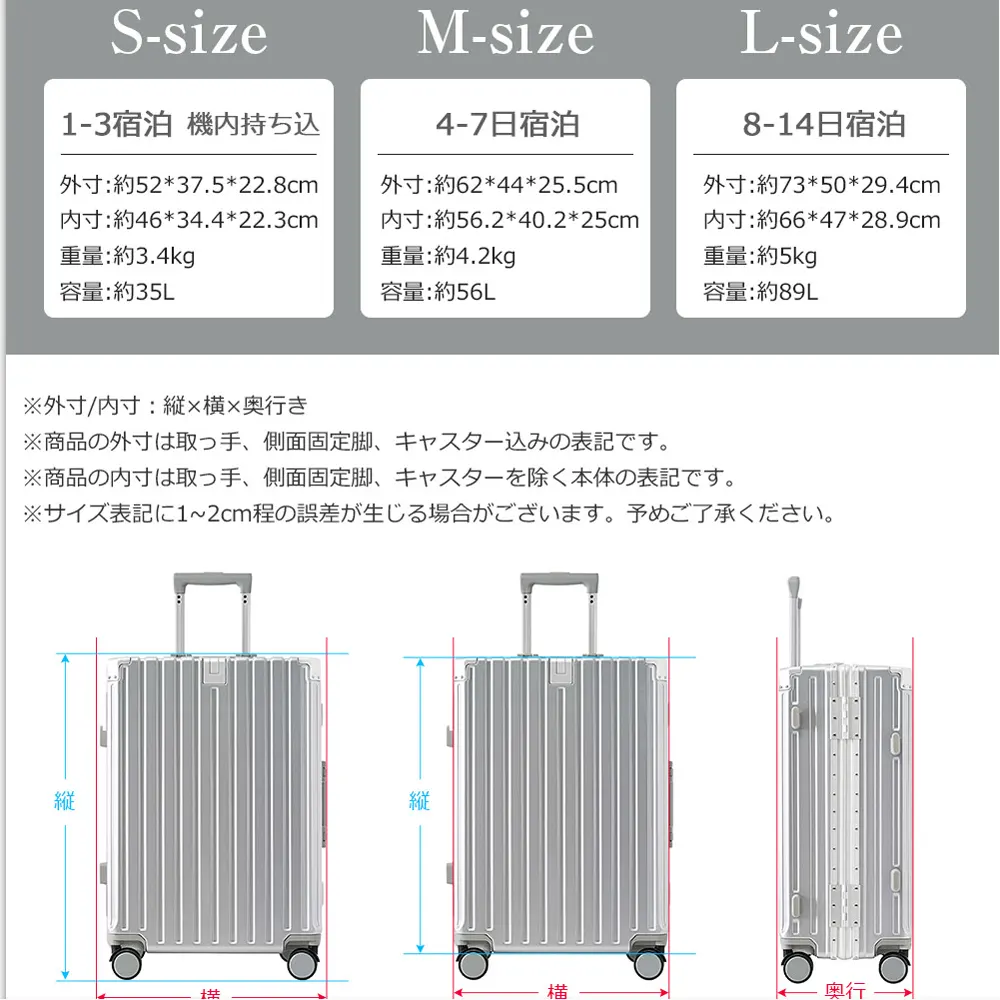 S-size
M-size
L-size
1-3宿泊 機内持ち込
外寸:約52*37.5*22.8cm
内寸:約46*34.4*22.3cm
重量:約3.4kg
容量:約35L
4-7日宿泊
外寸:約62*44*25.5cm
内寸:約56.2*40.2*25cm
重量:約4.2kg
容量:約56L
8-14日宿泊
外寸:約73*50*29.4cm
内寸:約66*47*28.9cm
重量:約5kg
容量:約89L
※外寸/内寸：縦×横×奥行き
※商品の外寸は取っ手、側面固定脚、キャスター込みの表記です。
※商品の内寸は取っ手、側面固定脚、キャスターを除く本体の表記です。
※サイズ表記に1~2cm程の誤差が生じる場合がございます。予めご了承ください。
縦
縦
横
横
奥行